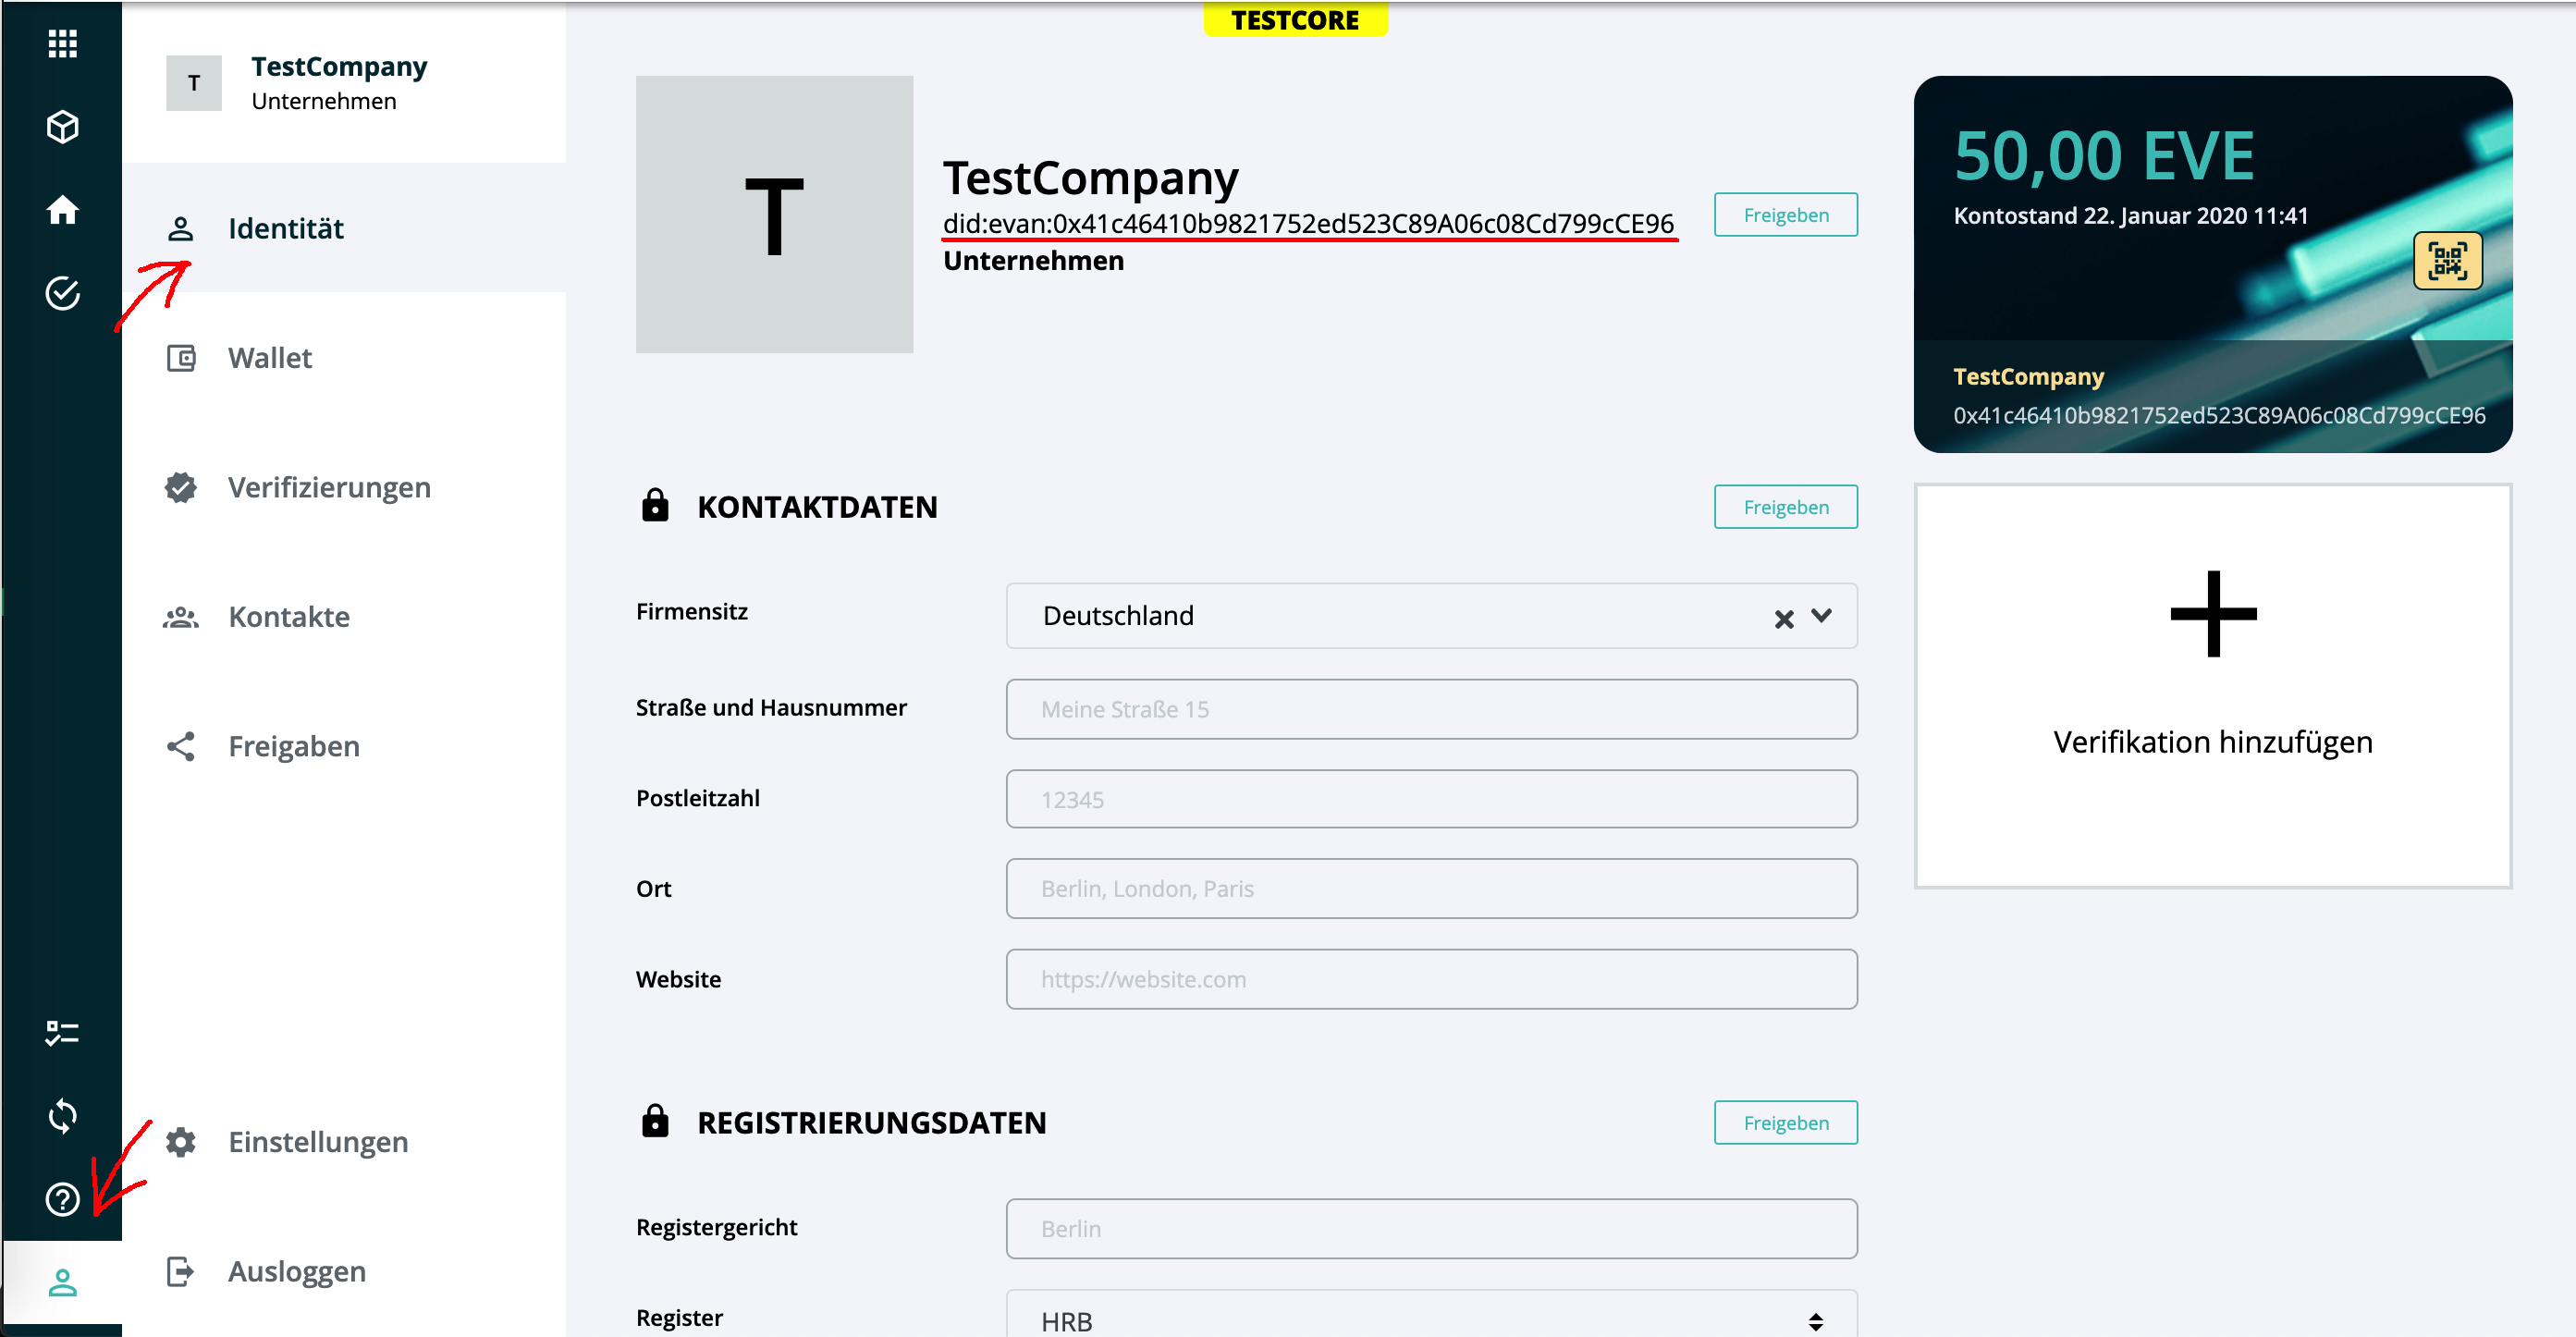 TESTCORE
T
TestCompany
Unternehmen
Identität
Wallet
Verifizierungen
Kontakte
Freigaben
Einstellungen
Ausloggen
T
TestCompany
did:evan:0x41c46410b9821752ed523C89A06c08Cd799cCE96
Unternehmen
Freigeben
KONTAKTDATEN
Freigeben
Firmensitz
Deutschland
Straße und Hausnummer
Meine Straße 15
Postleitzahl
12345
Ort
Berlin, London, Paris
Website
https://website.com
REGISTRIERUNGSDATEN
Freigeben
Registergericht
Berlin
Register
HRB
50,00 EVE
Kontostand 22. Januar 2020 11:41
TestCompany
0x41c46410b9821752ed523C89A06c08Cd799cCE96
Verifikation hinzufügen